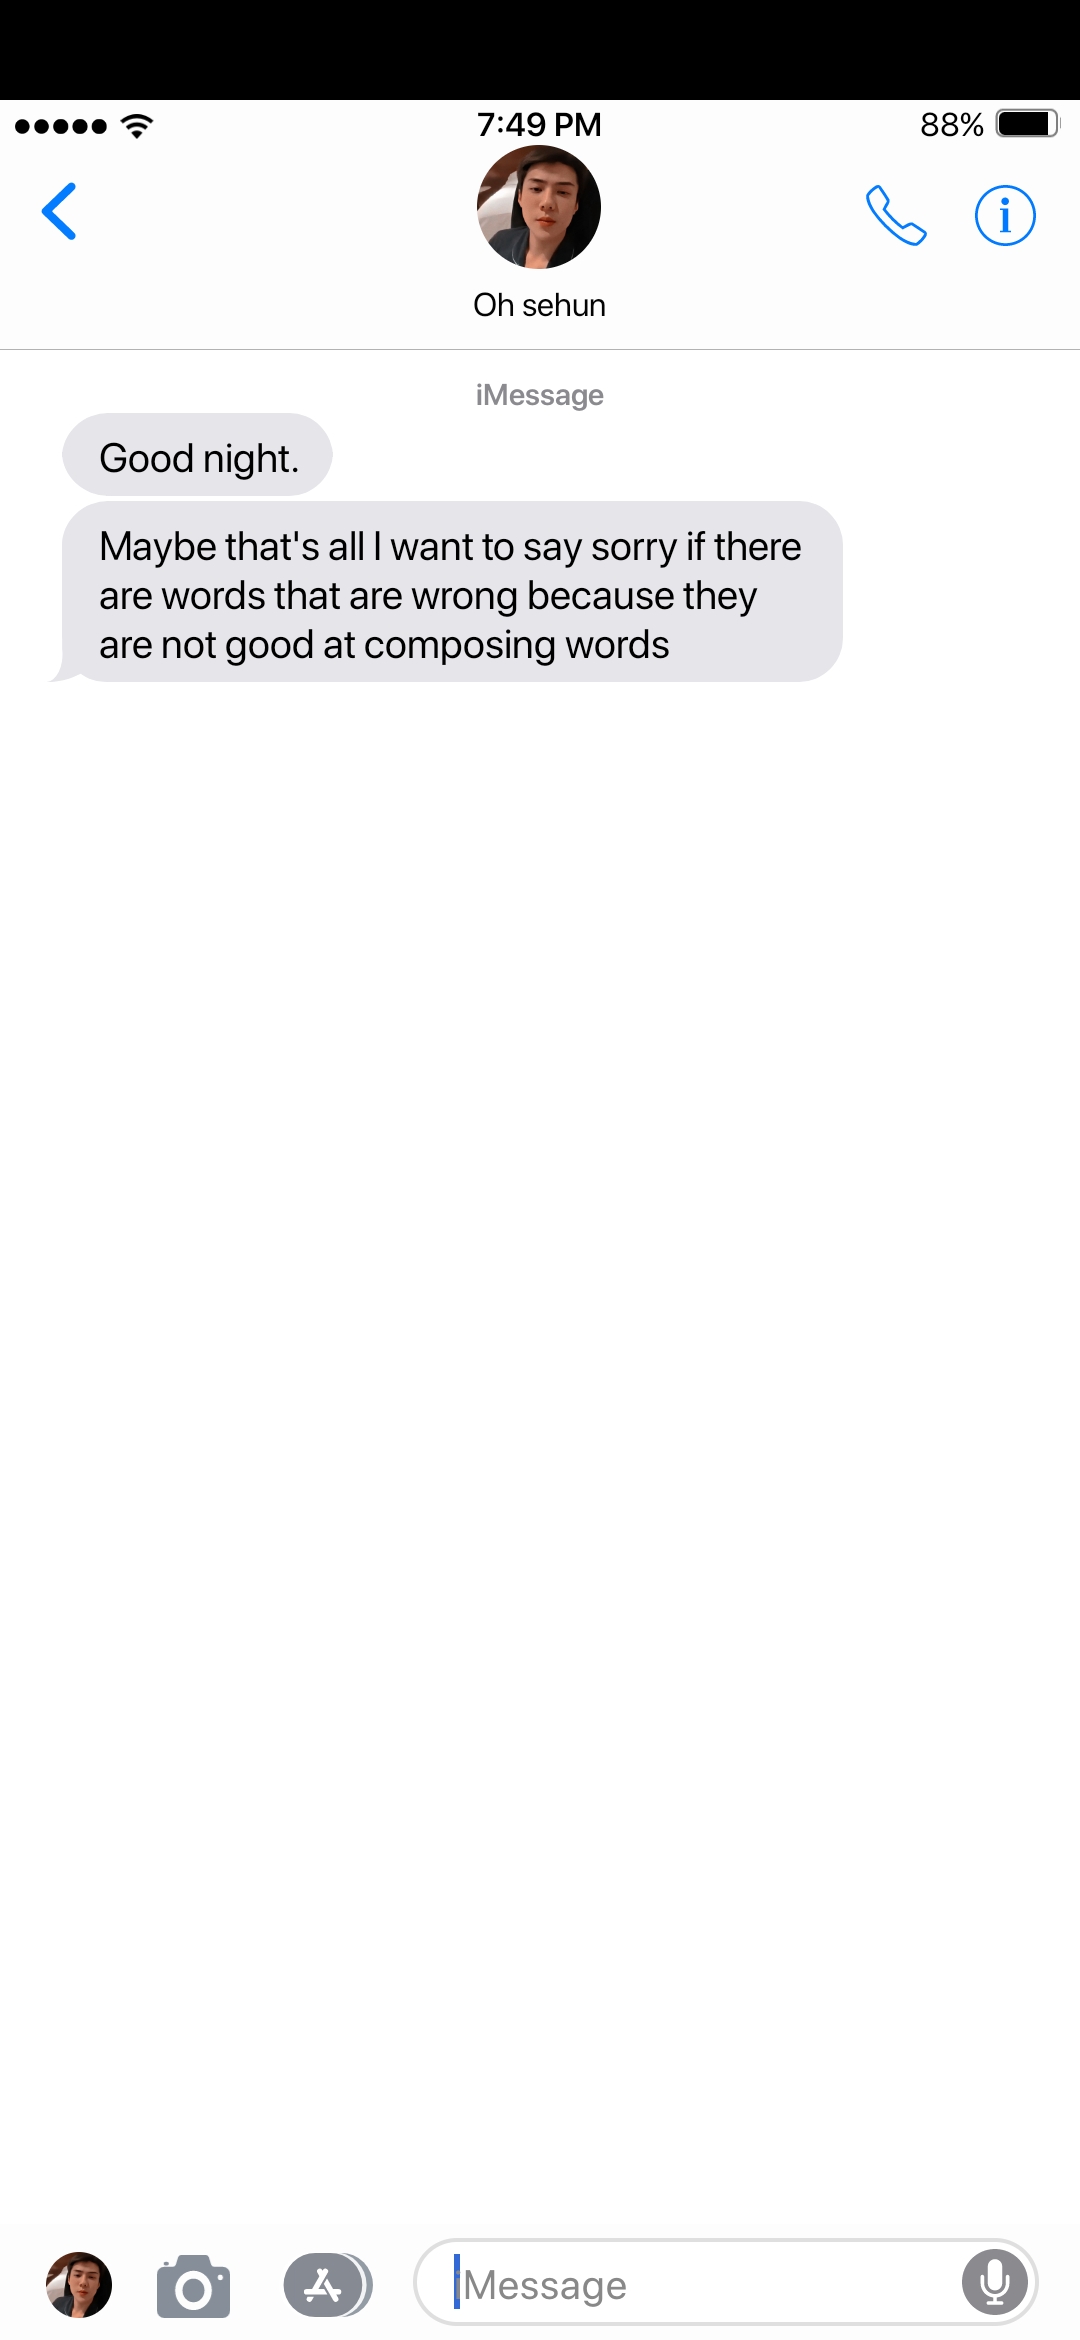 7:49 PM
88%
Oh sehun
iMessage
Good night.
Maybe that's all I want to say sorry if there
are words that are wrong because they
are not good at composing words
iMessage